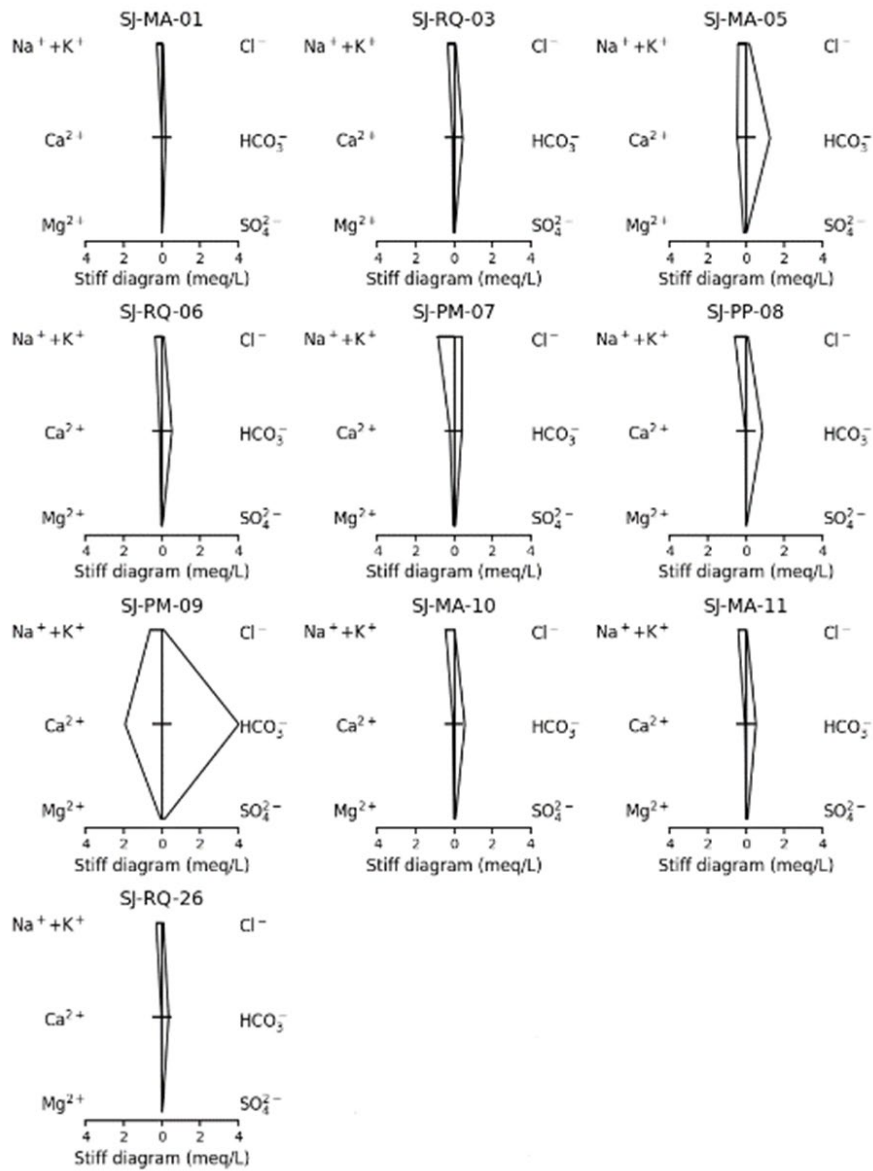 SJ-MA-01 SJ-RQ-03 SJ-MA-05
Na⁺+K⁺ Cl⁻ Na⁺+K⁺ Cl⁻ Na⁺+K⁺ Cl⁻
Ca²⁺ HCO₃⁻ Ca²⁺ HCO₃⁻ Ca²⁺ HCO₃⁻
Mg²⁺ SO₄²⁻ Mg²⁺ SO₄²⁻ Mg²⁺ SO₄²⁻
4 2 0 2 4 4 2 0 2 4 4 2 0 2 4
Stiff diagram (meq/L) Stiff diagram (meq/L) Stiff diagram (meq/L)
SJ-RQ-06 SJ-PM-07 SJ-PP-08
Na⁺+K⁺ Cl⁻ Na⁺+K⁺ Cl⁻ Na⁺+K⁺ Cl⁻
Ca²⁺ HCO₃⁻ Ca²⁺ HCO₃⁻ Ca²⁺ HCO₃⁻
Mg²⁺ SO₄²⁻ Mg²⁺ SO₄²⁻ Mg²⁺ SO₄²⁻
4 2 0 2 4 4 2 0 2 4 4 2 0 2 4
Stiff diagram (meq/L) Stiff diagram (meq/L) Stiff diagram (meq/L)
SJ-PM-09 SJ-MA-10 SJ-MA-11
Na⁺+K⁺ Cl⁻ Na⁺+K⁺ Cl⁻ Na⁺+K⁺ Cl⁻
Ca²⁺ HCO₃⁻ Ca²⁺ HCO₃⁻ Ca²⁺ HCO₃⁻
Mg²⁺ SO₄²⁻ Mg²⁺ SO₄²⁻ Mg²⁺ SO₄²⁻
4 2 0 2 4 4 2 0 2 4 4 2 0 2 4
Stiff diagram (meq/L) Stiff diagram (meq/L) Stiff diagram (meq/L)
SJ-RQ-26
Na⁺+K⁺ Cl⁻
Ca²⁺ HCO₃⁻
Mg²⁺ SO₄²⁻
4 2 0 2 4
Stiff diagram (meq/L)